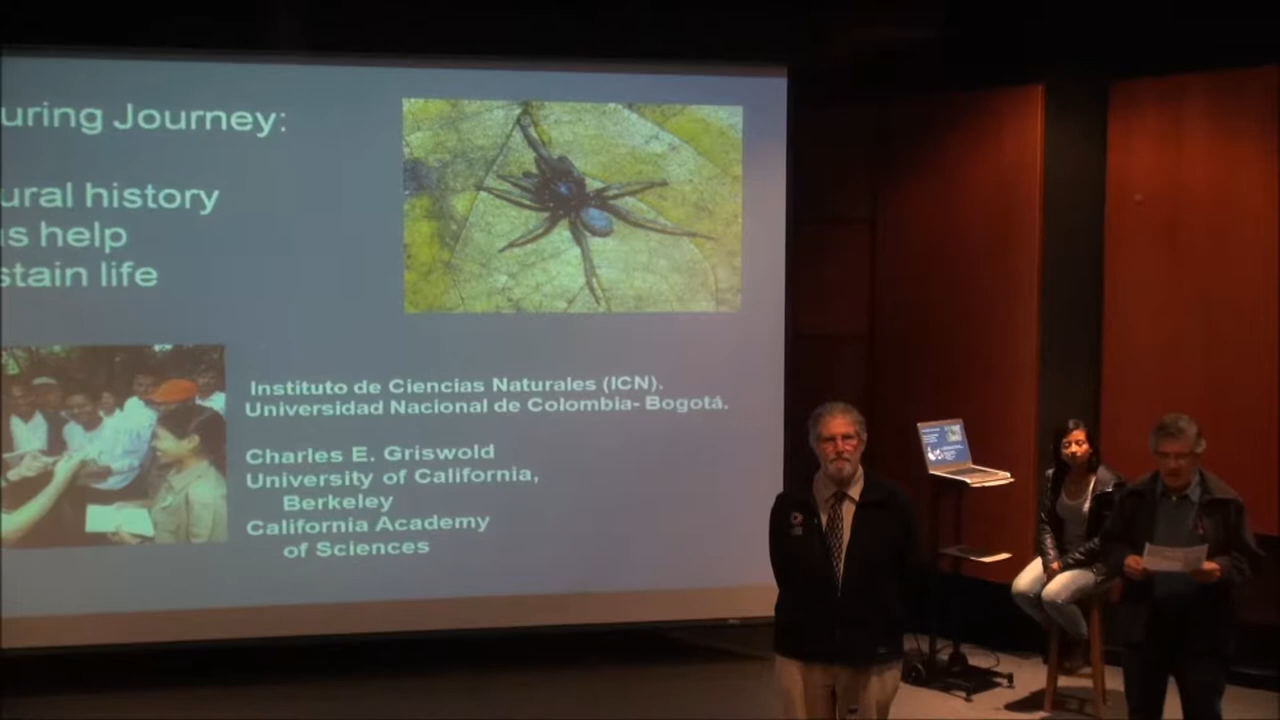 uring Journey:
ural history
s help
stain life
Instituto de Ciencias Naturales (ICN).
Universidad Nacional de Colombia- Bogotá.
Charles E. Griswold
University of California,
Berkeley
California Academy
of Sciences